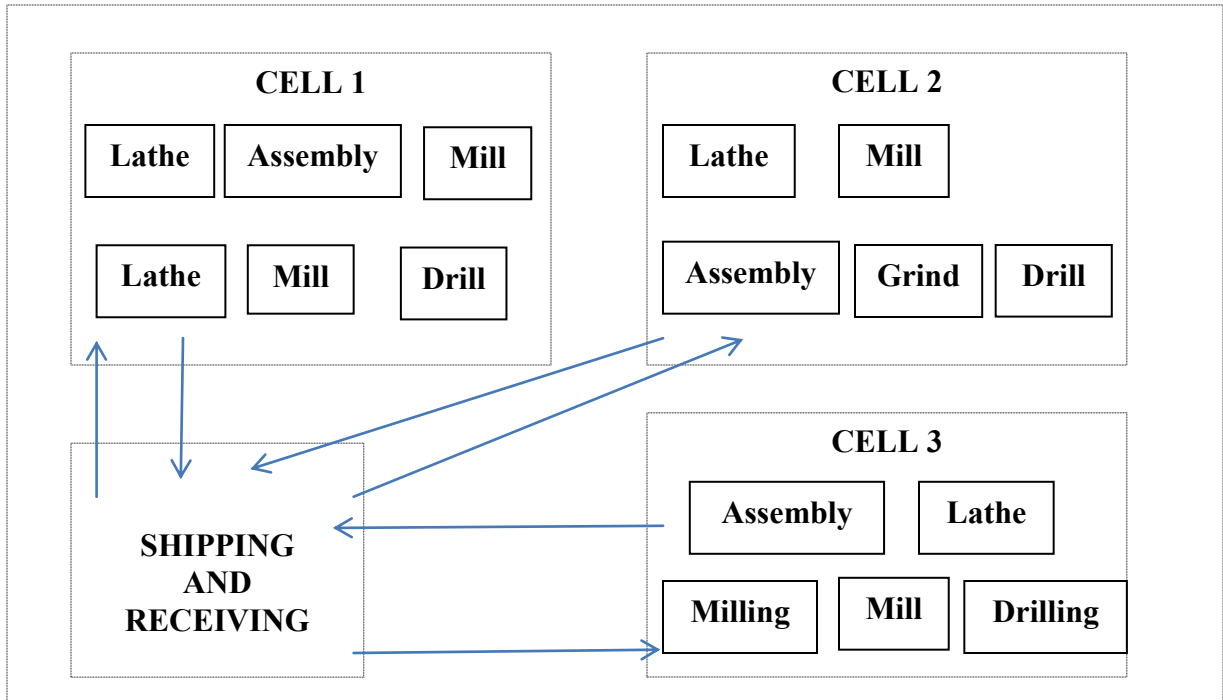 CELL 1
Lathe
Assembly
Mill
Lathe
Mill
Drill
CELL 2
Lathe
Mill
Assembly
Grind
Drill
SHIPPING
AND
RECEIVING
CELL 3
Assembly
Lathe
Milling
Mill
Drilling